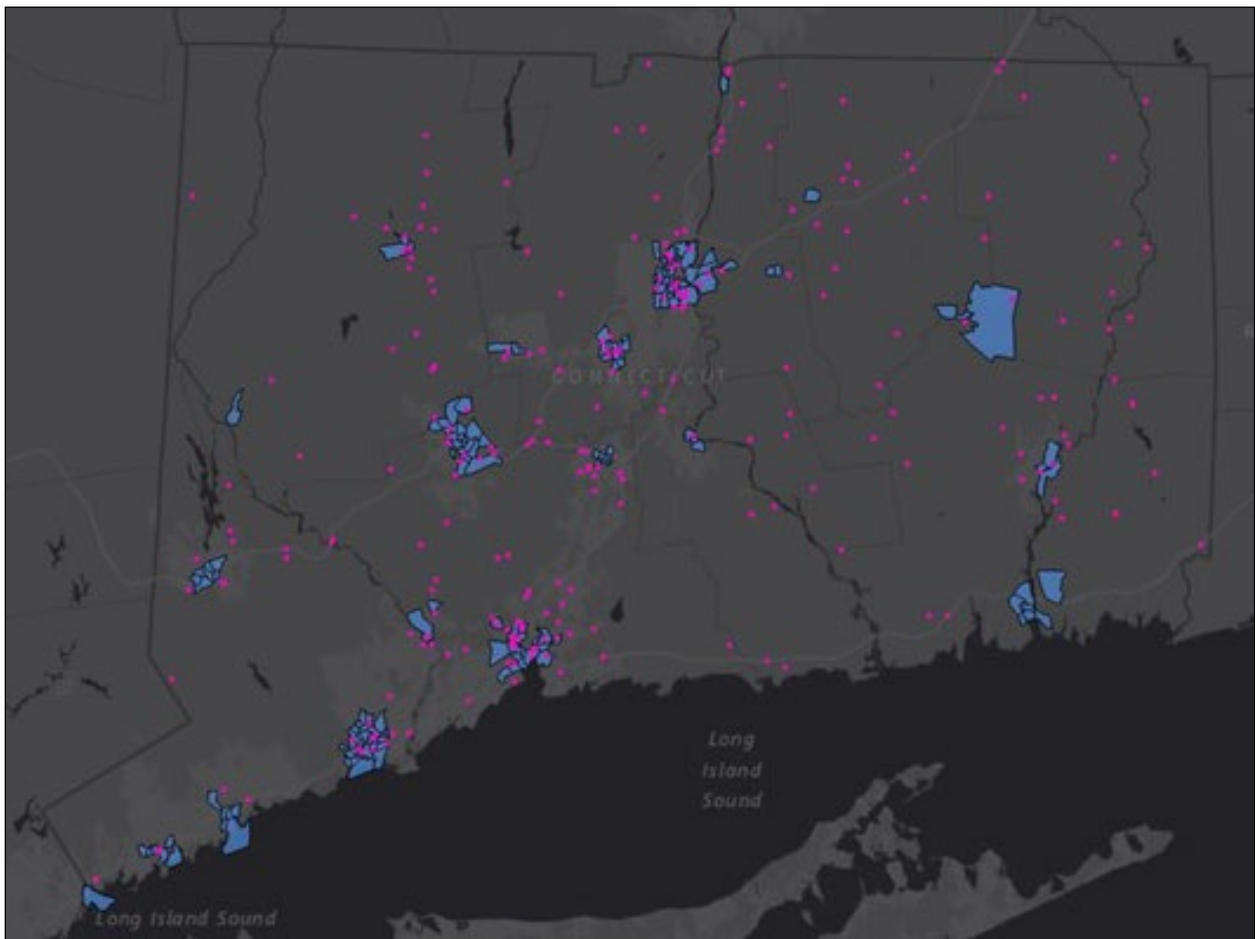 CONNECTICUT
Long
Island
Sound
Long Island Sound